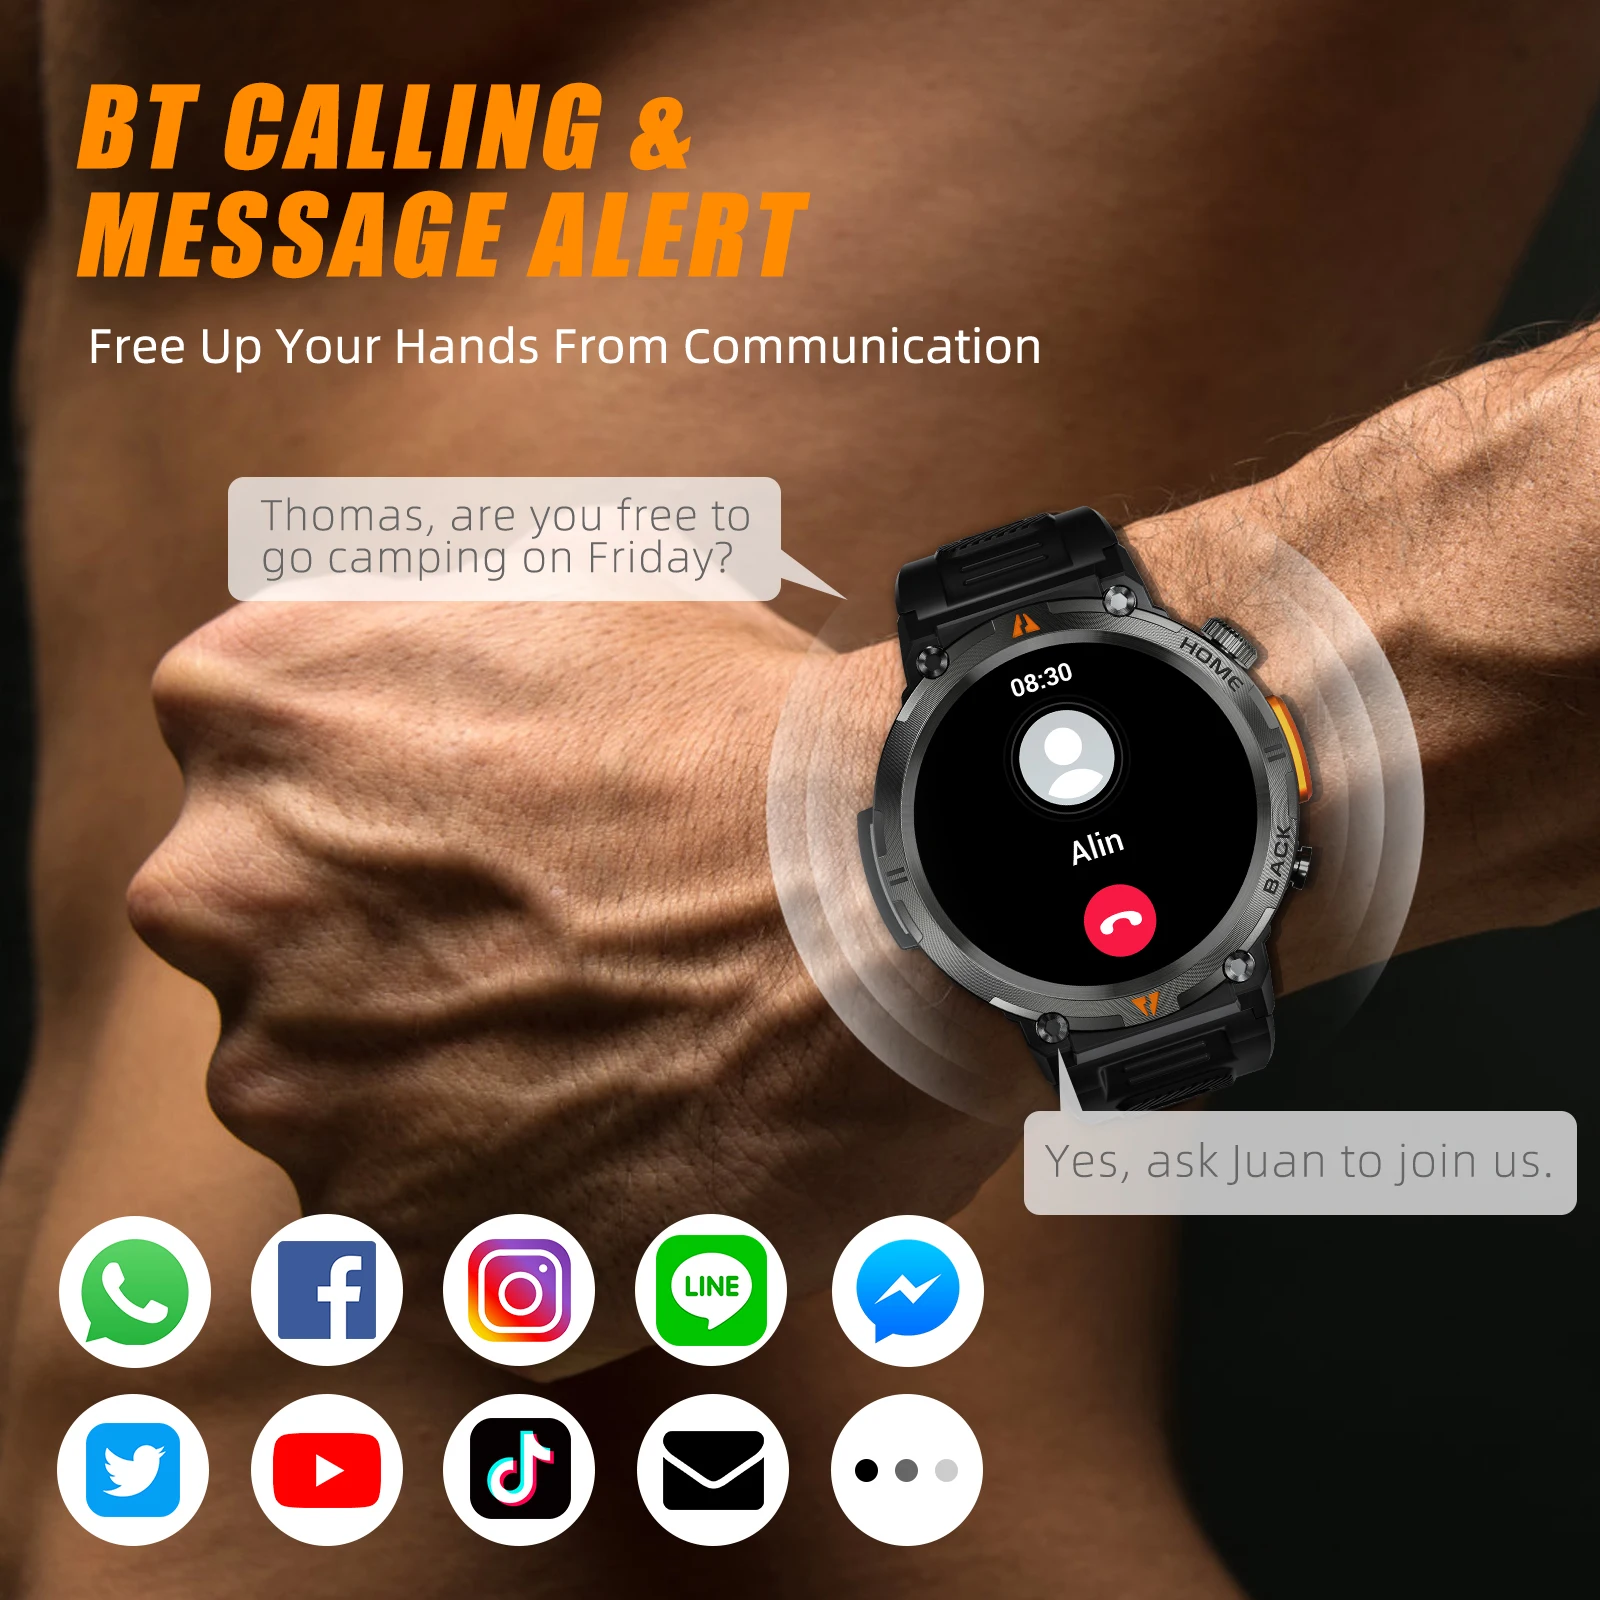 BT CALLING &
MESSAGE ALERT
Free Up Your Hands From Communication
Thomas, are you free to
go camping on Friday?
HOME
08:30
Alin
BACK
Yes, ask Juan to join us.
LINE